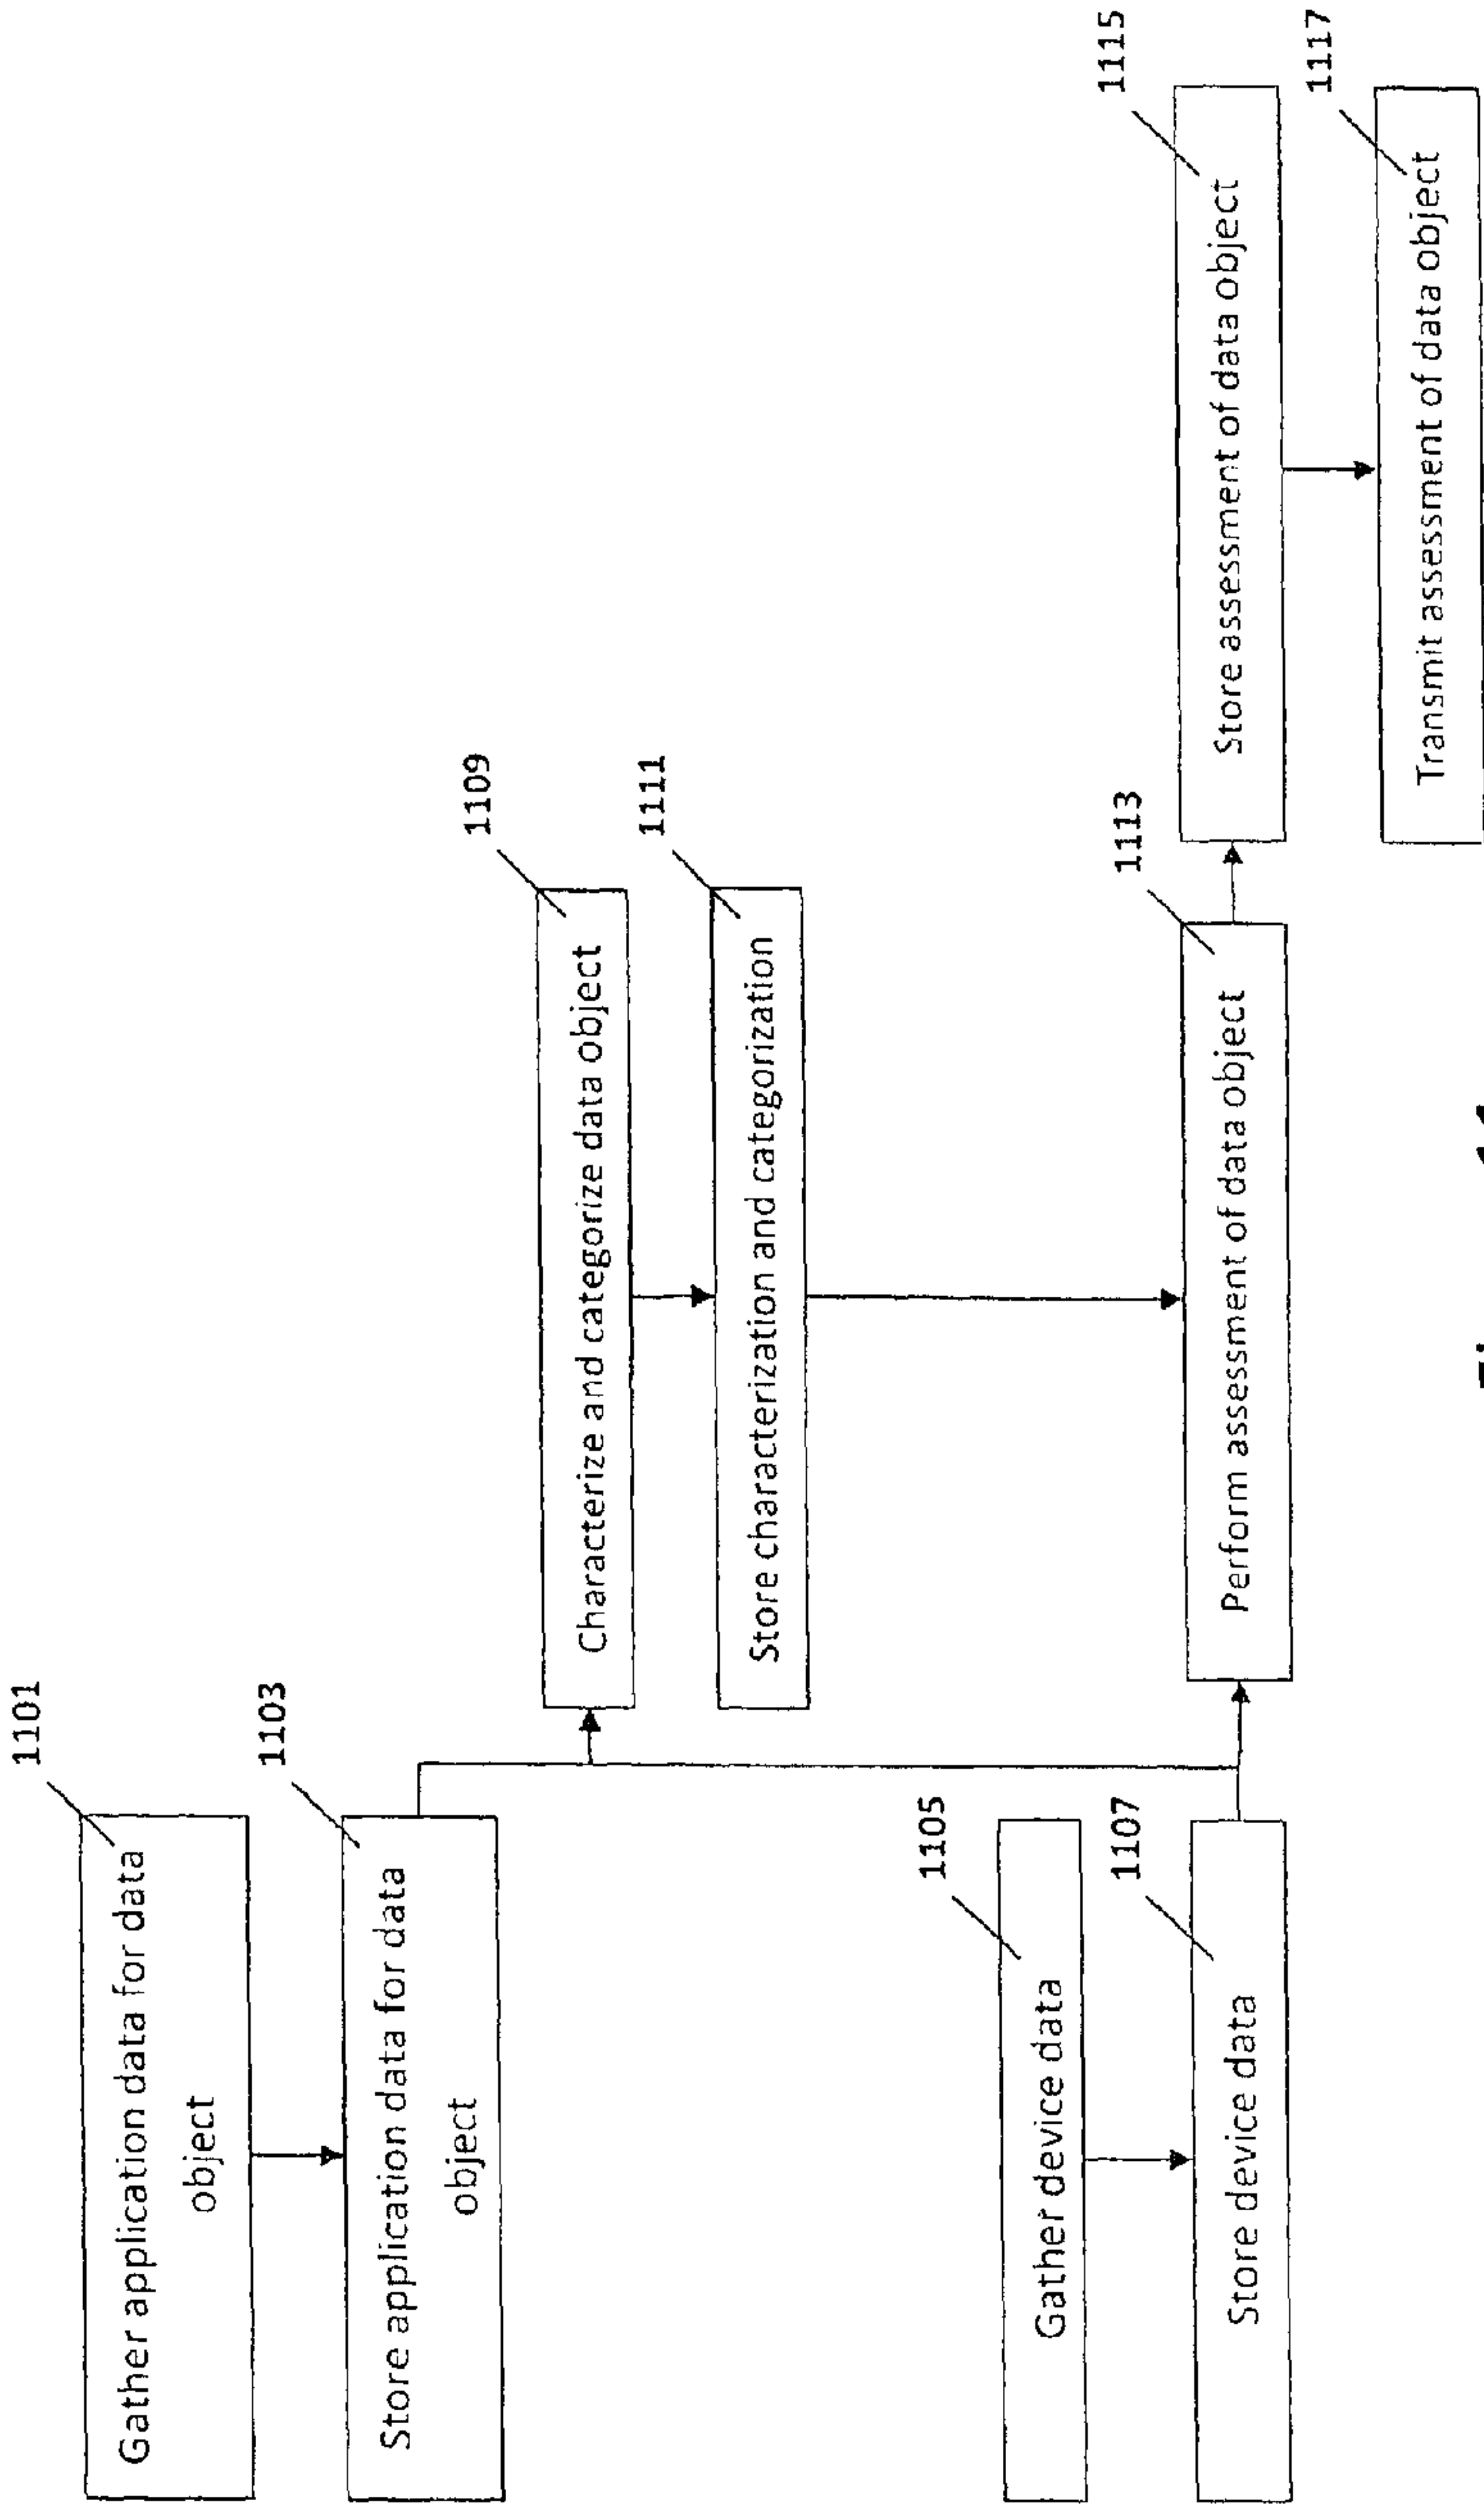 1101
Gather application data for data
object
1103
Store application data for data
object
1105
Gather device data
1107
Store device data
1109
Characterize and categorize data object
1111
Store characterization and categorization
1113
Perform assessment of data object
1115
Store assessment of data object
1117
Transmit assessment of data object